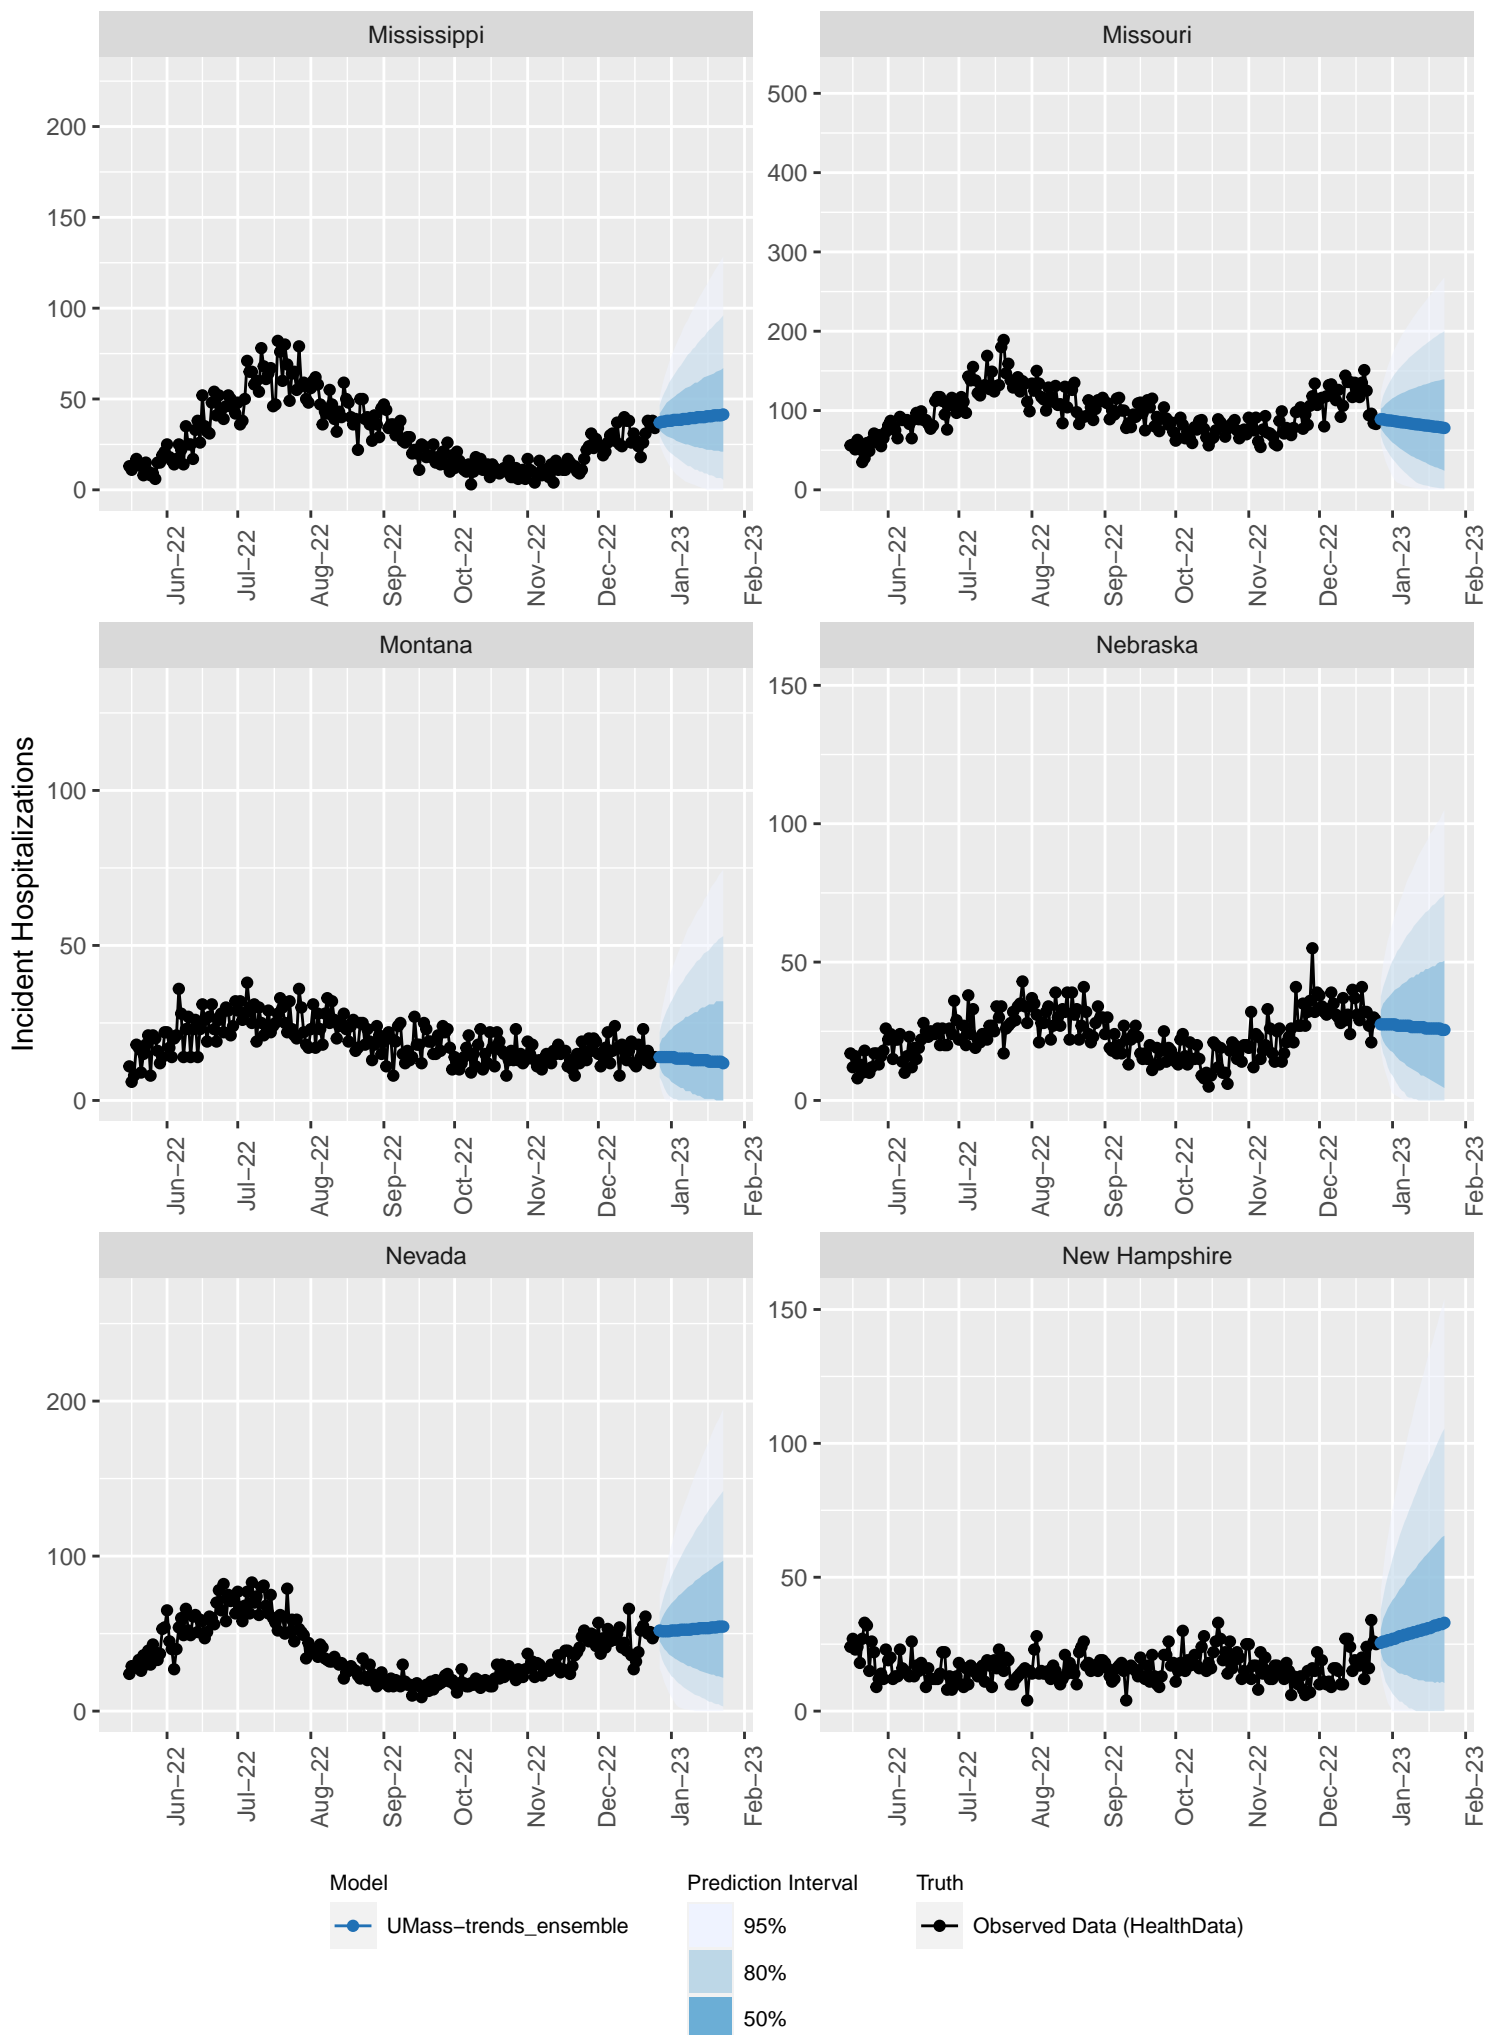 Incident Hospitalizations
Mississippi
200
150
100
50
0
Jun−22
Jul−22
Aug−22
Sep−22
Oct−22
Nov−22
Dec−22
Jan−23
Feb−23
Missouri
500
400
300
200
100
0
Jun−22
Jul−22
Aug−22
Sep−22
Oct−22
Nov−22
Dec−22
Jan−23
Feb−23
Montana
100
50
0
Jun−22
Jul−22
Aug−22
Sep−22
Oct−22
Nov−22
Dec−22
Jan−23
Feb−23
Nebraska
150
100
50
0
Jun−22
Jul−22
Aug−22
Sep−22
Oct−22
Nov−22
Dec−22
Jan−23
Feb−23
Nevada
200
100
0
Jun−22
Jul−22
Aug−22
Sep−22
Oct−22
Nov−22
Dec−22
Jan−23
Feb−23
New Hampshire
150
100
50
0
Jun−22
Jul−22
Aug−22
Sep−22
Oct−22
Nov−22
Dec−22
Jan−23
Feb−23
Model
UMass−trends_ensemble
Prediction Interval
95%
80%
50%
Truth
Observed Data (HealthData)